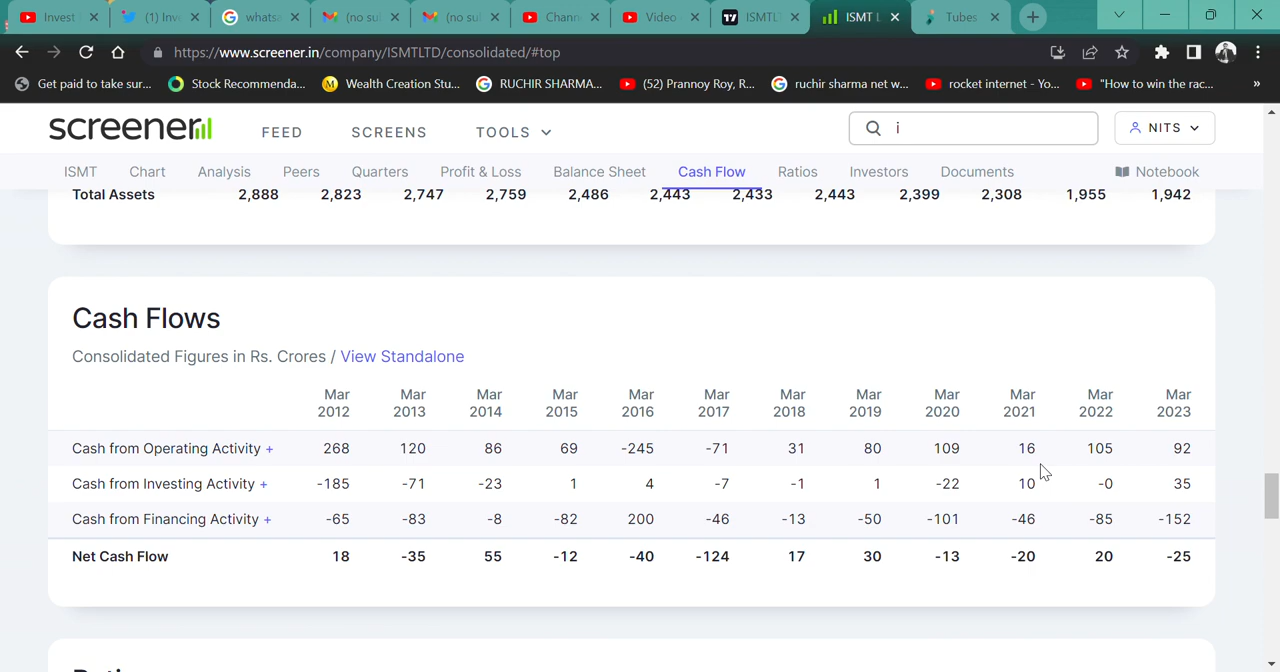 Invest (1) Inv whats (no sul (no sul Chann Video ISMTL ISMT L Tubes
https://www.screener.in/company/ISMTLTD/consolidated/#top
Get paid to take sur... Stock Recommenda... Wealth Creation Stu... RUCHIR SHARMA... (52) Prannoy Roy, R... ruchir sharma net w... rocket internet - Yo... "How to win the rac... »
screener FEED SCREENS TOOLS i NITS
ISMT Chart Analysis Peers Quarters Profit & Loss Balance Sheet Cash Flow Ratios Investors Documents Notebook
Total Assets 2,888 2,823 2,747 2,759 2,486 2,443 2,433 2,443 2,399 2,308 1,955 1,942
Cash Flows
Consolidated Figures in Rs. Crores / View Standalone
Mar Mar Mar Mar Mar Mar Mar Mar Mar Mar Mar Mar
2012 2013 2014 2015 2016 2017 2018 2019 2020 2021 2022 2023
Cash from Operating Activity + 268 120 86 69 -245 -71 31 80 109 16 105 92
Cash from Investing Activity + -185 -71 -23 1 4 -7 -1 1 -22 10 -0 35
Cash from Financing Activity + -65 -83 -8 -82 200 -46 -13 -50 -101 -46 -85 -152
Net Cash Flow 18 -35 55 -12 -40 -124 17 30 -13 -20 20 -25